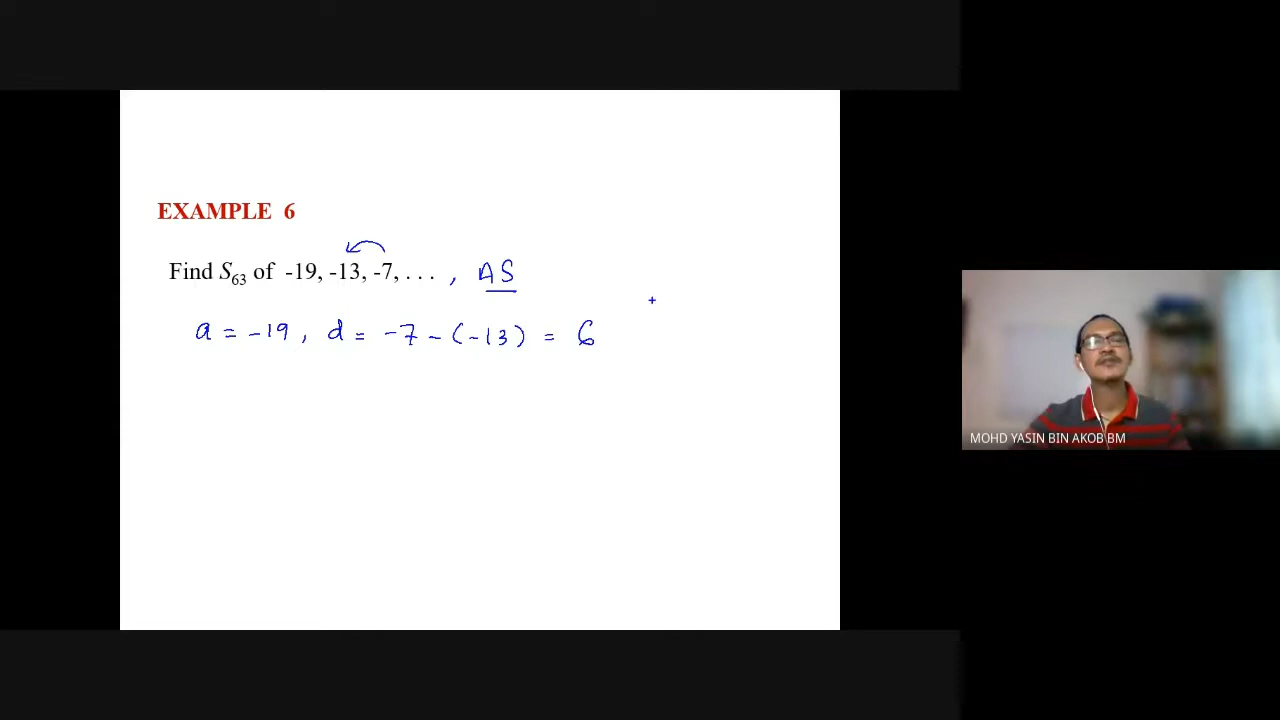 EXAMPLE 6
Find S63 of -19, -13, -7, . . . , AS
a = -19, d = -7 - (-13) = 6
MOHD YASIN BIN AKOB BM